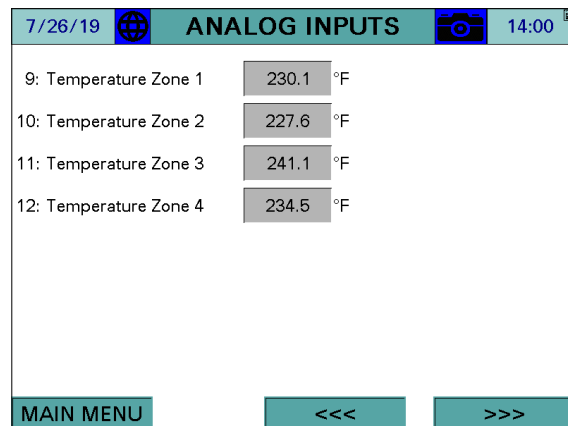 7/26/19 ANALOG INPUTS 14:00
9: Temperature Zone 1 230.1 °F
10: Temperature Zone 2 227.6 °F
11: Temperature Zone 3 241.1 °F
12: Temperature Zone 4 234.5 °F
MAIN MENU <<< >>>